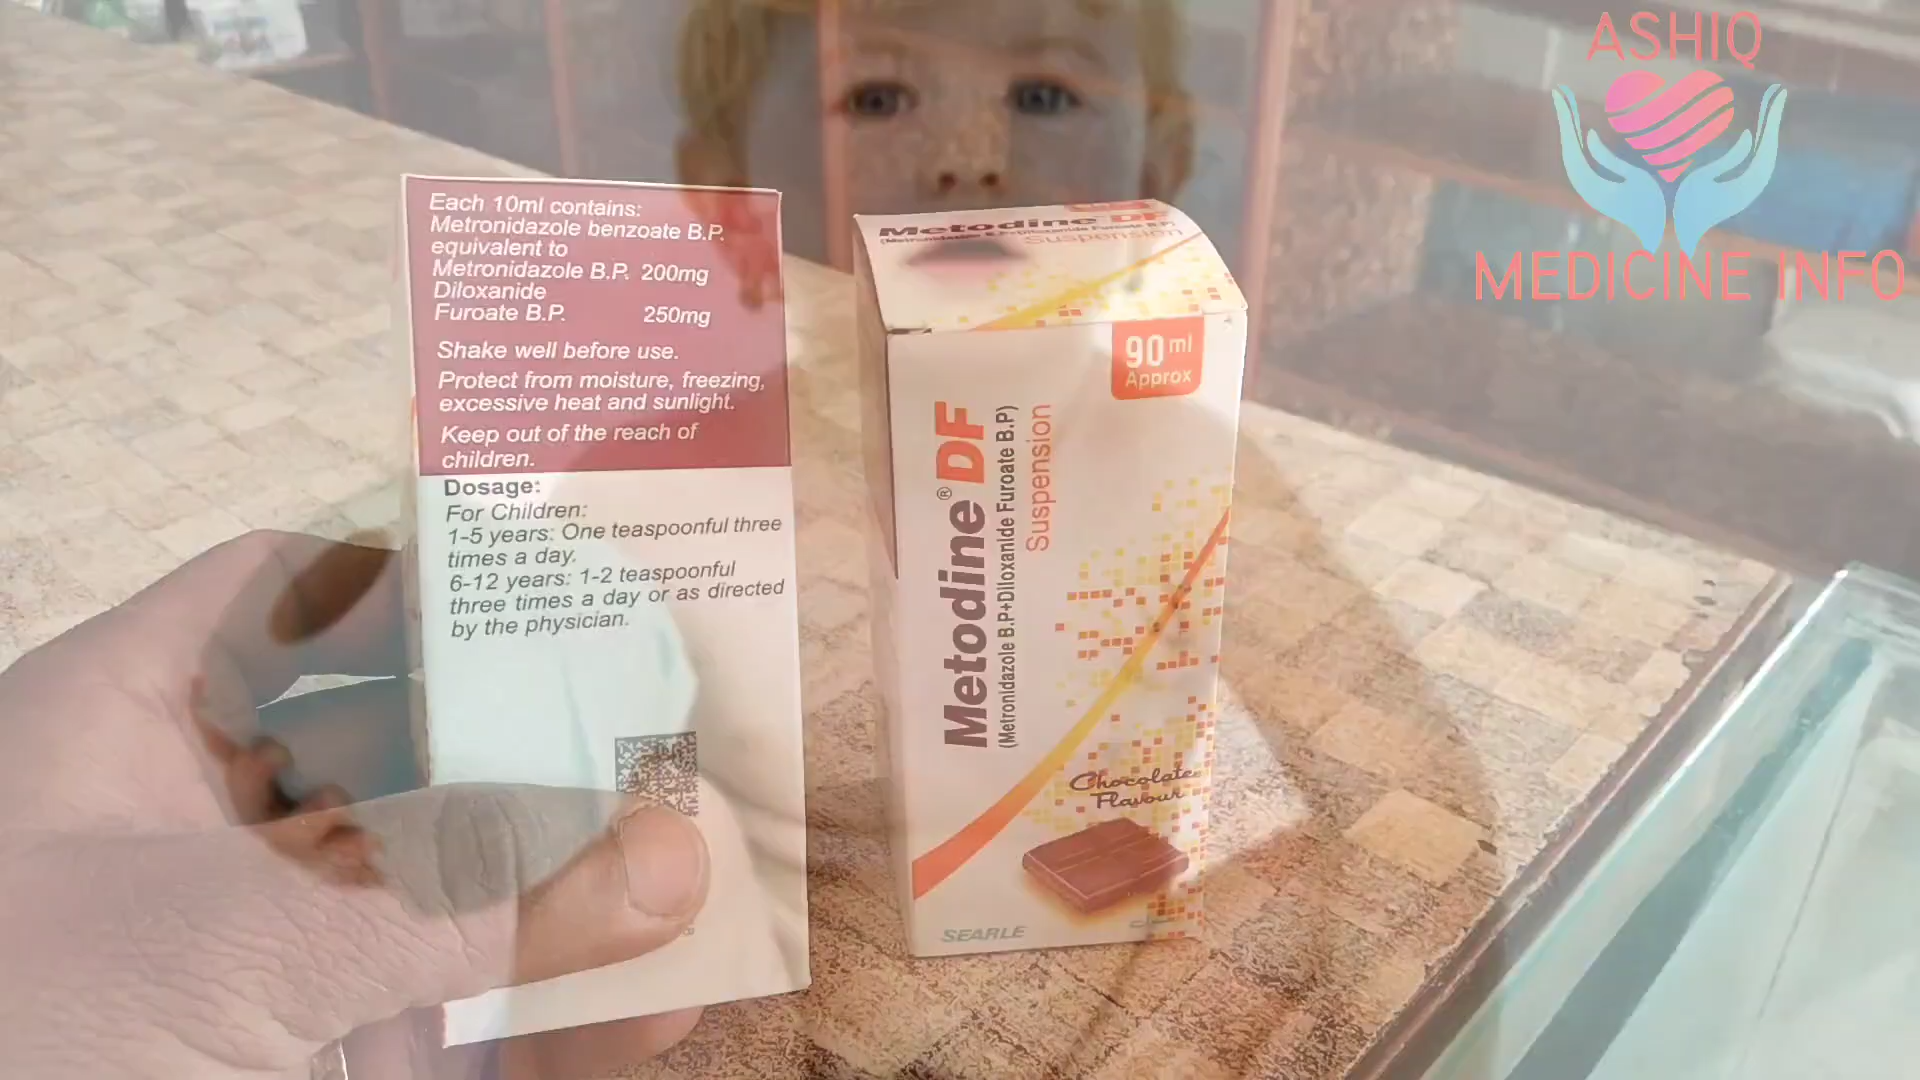 ASHIQ
MEDICINE INFO
Each 10ml contains:
Metronidazole benzoate B.P.
equivalent to
Metronidazole B.P. 200mg
Diloxanide
Furoate B.P. 250mg
Shake well before use.
Protect from moisture, freezing,
excessive heat and sunlight.
Keep out of the reach of
children.
Dosage:
For Children:
1-5 years: One teaspoonful three
times a day.
6-12 years: 1-2 teaspoonful
three times a day or as directed
by the physician.
Metodine DF
Suspension
90 ml
Approx
Metodine® DF
(Metronidazole B.P+Diloxanide Furoate B.P)
Suspension
Chocolate
Flavour
SEARLE